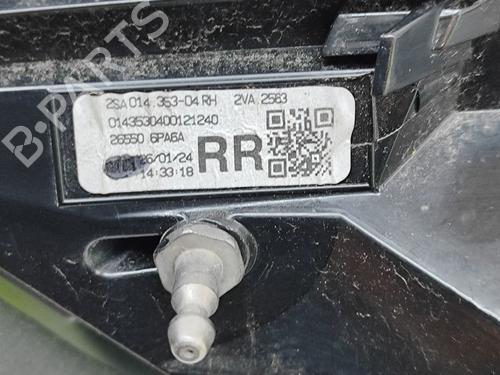 B-PARTS
2SA 014 353-04 RH 2VA 2563
0143530400121240
26550 6PA6A
26/01/24
14:33:18
RR